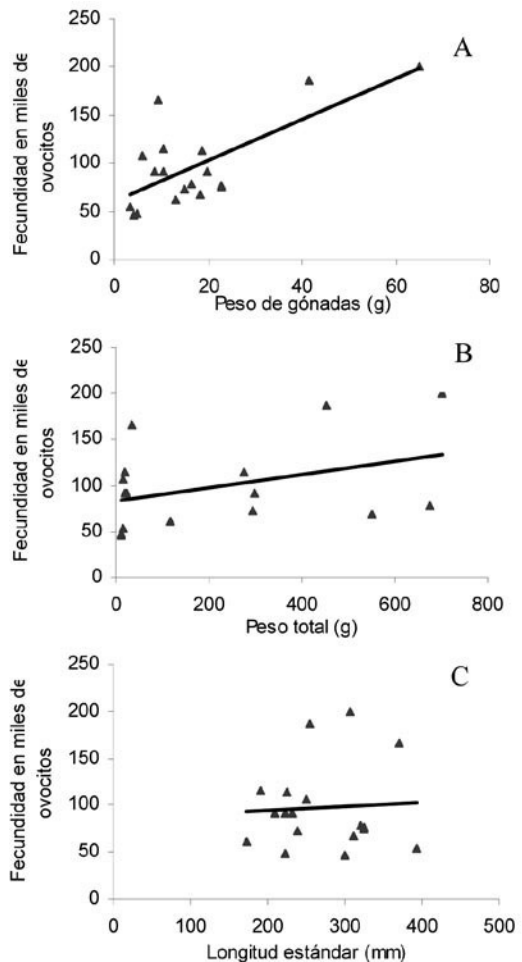 A
Fecundidad en miles de
ovocitos
250
200
150
100
50
0
0 20 40 60 80
Peso de gónadas (g)
B
Fecundidad en miles de
ovocitos
250
200
150
100
50
0
0 200 400 600 800
Peso total (g)
C
Fecundidad en miles de
ovocitos
250
200
150
100
50
0
0 100 200 300 400 500
Longitud estándar (mm)